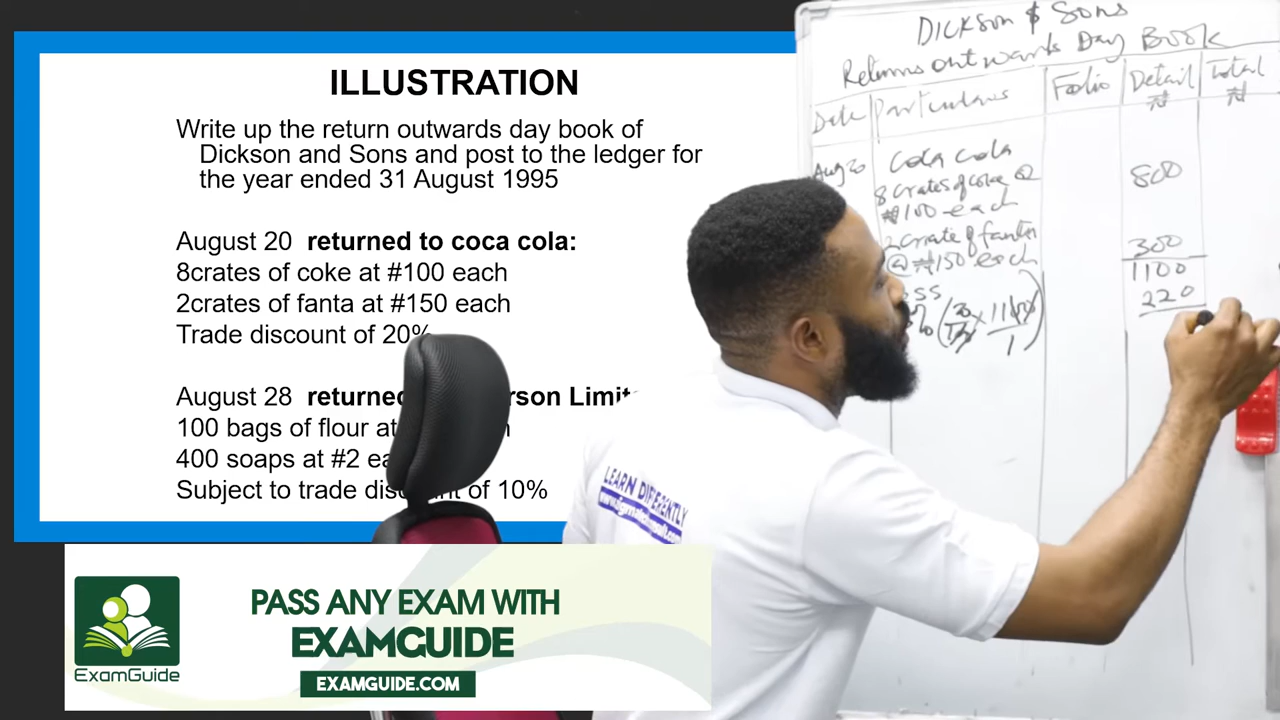 ILLUSTRATION
Write up the return outwards day book of
Dickson and Sons and post to the ledger for
the year ended 31 August 1995
August 20 returned to coca cola:
8crates of coke at #100 each
2crates of fanta at #150 each
Trade discount of 20%
August 28 returned
100 bags of flour at
400 soaps at #2
Subject to trade of 10%
ExamGuide
PASS ANY EXAM WITH
EXAMGUIDE
EXAMGUIDE.COM
LEARN DIFFERENTLY
Dickson & Sons
Returns outwards Day Book
Date Particulars Folio Detail Total
₦ ₦
Aug 20 Cola Cola
8 crates of coke @ 800
₦100 each
crate of fanta
@ ₦150 each 300
1100
220